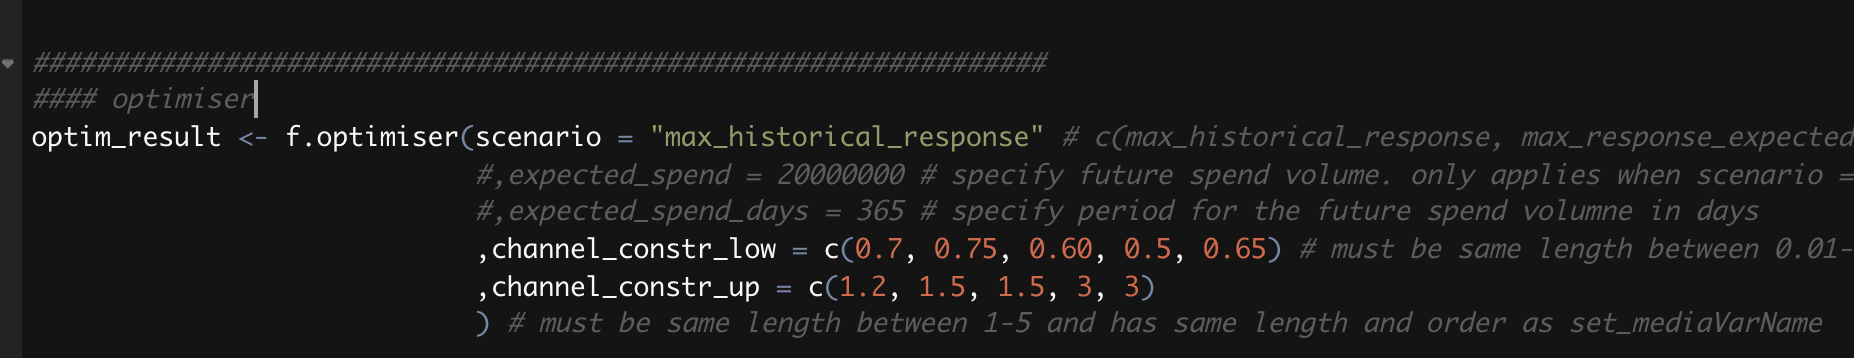 ################################################################
#### optimiser
optim_result <- f.optimiser(scenario = "max_historical_response" # c(max_historical_response, max_response_expected
#,expected_spend = 20000000 # specify future spend volume. only applies when scenario =
#,expected_spend_days = 365 # specify period for the future spend volumne in days
,channel_constr_low = c(0.7, 0.75, 0.60, 0.5, 0.65) # must be same length between 0.01-
,channel_constr_up = c(1.2, 1.5, 1.5, 3, 3)
) # must be same length between 1-5 and has same length and order as set_mediaVarName